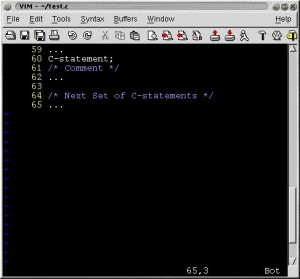 VIM - ~/test.c
File Edit Tools Syntax Buffers Window Help
59 ...
60 C-statement;
61 /* Comment */
62 ...
63
64 /* Next Set of C-statements */
65 ...
65,3 Bot